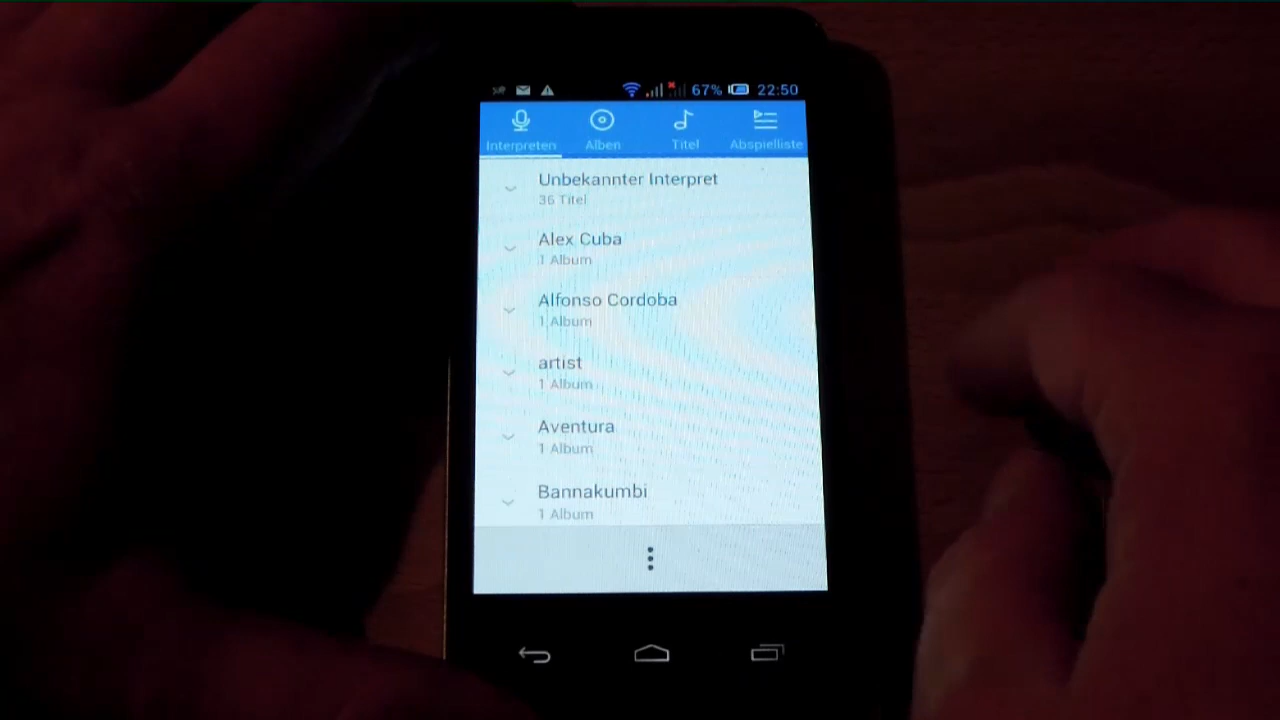 67% 22:50
Interpreten Alben Titel Abspielliste
Unbekannter Interpret
36 Titel
Alex Cuba
1 Album
Alfonso Cordoba
1 Album
artist
1 Album
Aventura
1 Album
Bannakumbi
1 Album